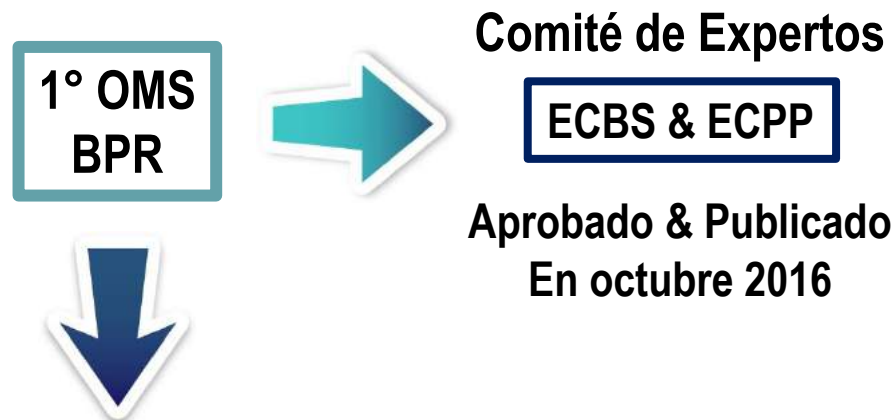 1° OMS
BPR
Comité de Expertos
ECBS & ECPP
Aprobado & Publicado
En octubre 2016